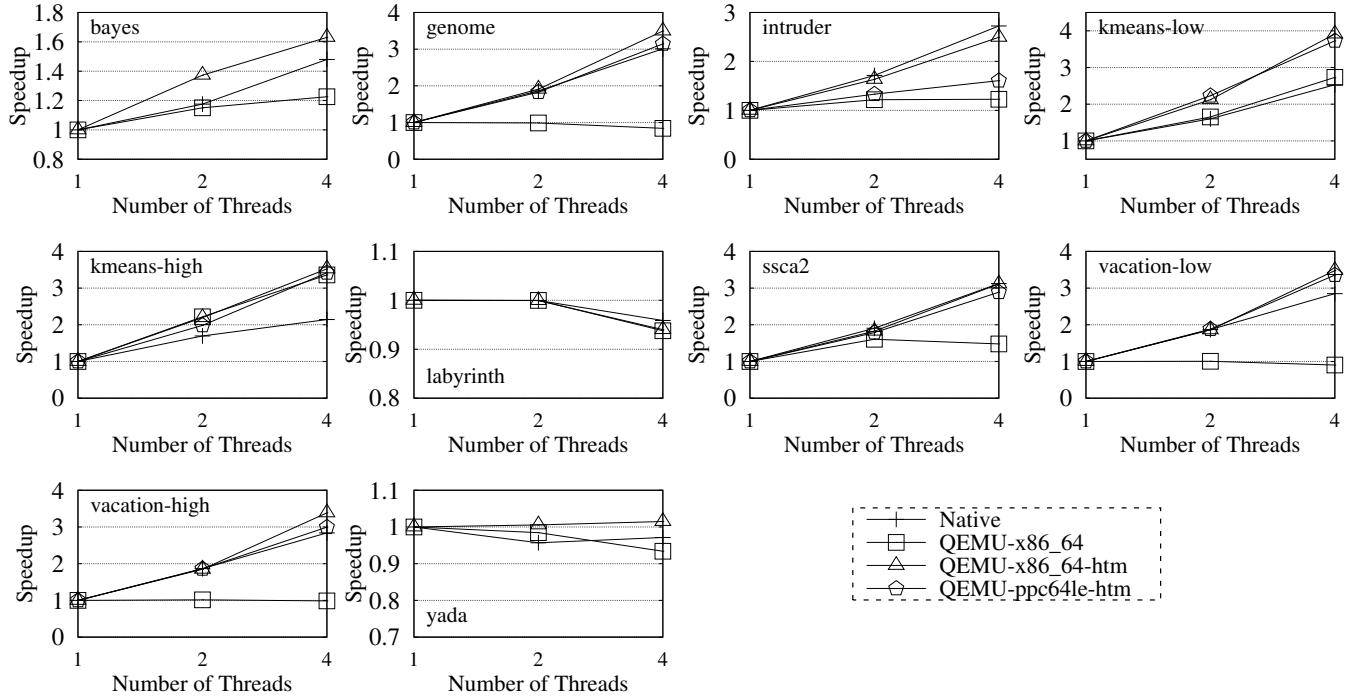 bayes
Speedup
1.8
1.6
1.4
1.2
1
0.8
1 2 4
Number of Threads
genome
Speedup
4
3
2
1
0
1 2 4
Number of Threads
intruder
Speedup
3
2
1
0
1 2 4
Number of Threads
kmeans-low
Speedup
4
3
2
1
1 2 4
Number of Threads
kmeans-high
Speedup
4
3
2
1
0
1 2 4
Number of Threads
labyrinth
Speedup
1.1
1.0
0.9
0.8
1 2 4
Number of Threads
ssca2
Speedup
4
3
2
1
0
1 2 4
Number of Threads
vacation-low
Speedup
4
3
2
1
0
1 2 4
Number of Threads
vacation-high
Speedup
4
3
2
1
0
1 2 4
Number of Threads
yada
Speedup
1.1
1.0
0.9
0.8
0.7
1 2 4
Number of Threads
Native
QEMU-x86_64
QEMU-x86_64-htm
QEMU-ppc64le-htm